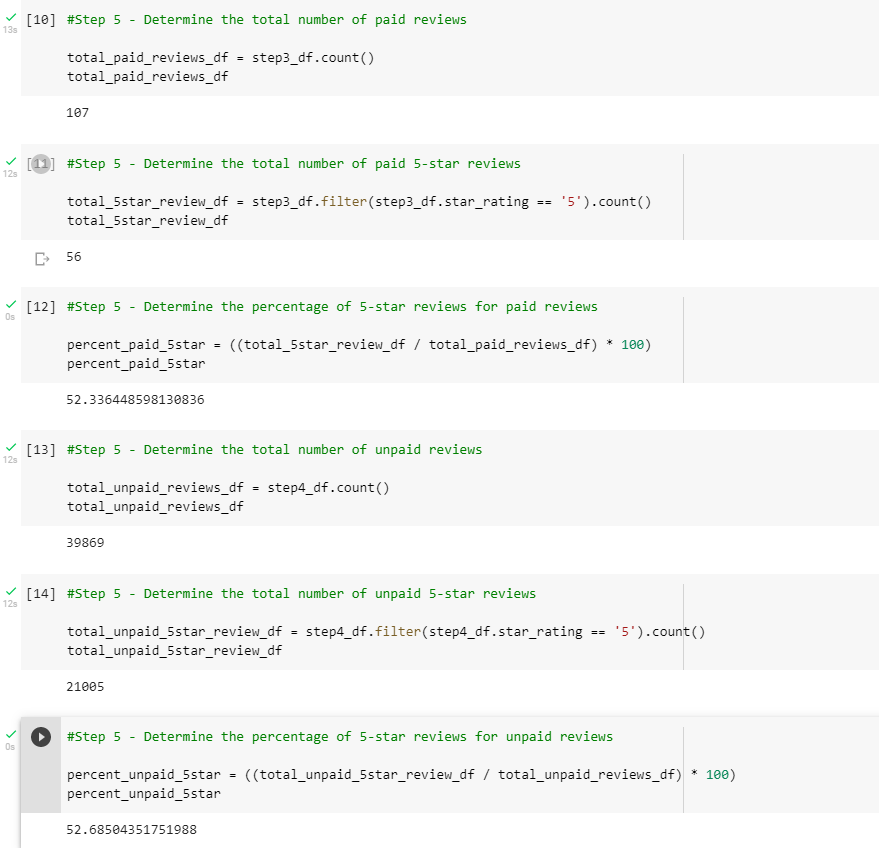 [10] #Step 5 - Determine the total number of paid reviews
13s
total_paid_reviews_df = step3_df.count()
total_paid_reviews_df
107
[11] #Step 5 - Determine the total number of paid 5-star reviews
12s
total_5star_review_df = step3_df.filter(step3_df.star_rating == '5').count()
total_5star_review_df
56
[12] #Step 5 - Determine the percentage of 5-star reviews for paid reviews
0s
percent_paid_5star = ((total_5star_review_df / total_paid_reviews_df) * 100)
percent_paid_5star
52.336448598130836
[13] #Step 5 - Determine the total number of unpaid reviews
12s
total_unpaid_reviews_df = step4_df.count()
total_unpaid_reviews_df
39869
[14] #Step 5 - Determine the total number of unpaid 5-star reviews
12s
total_unpaid_5star_review_df = step4_df.filter(step4_df.star_rating == '5').count()
total_unpaid_5star_review_df
21005
#Step 5 - Determine the percentage of 5-star reviews for unpaid reviews
0s
percent_unpaid_5star = ((total_unpaid_5star_review_df / total_unpaid_reviews_df) * 100)
percent_unpaid_5star
52.68504351751988